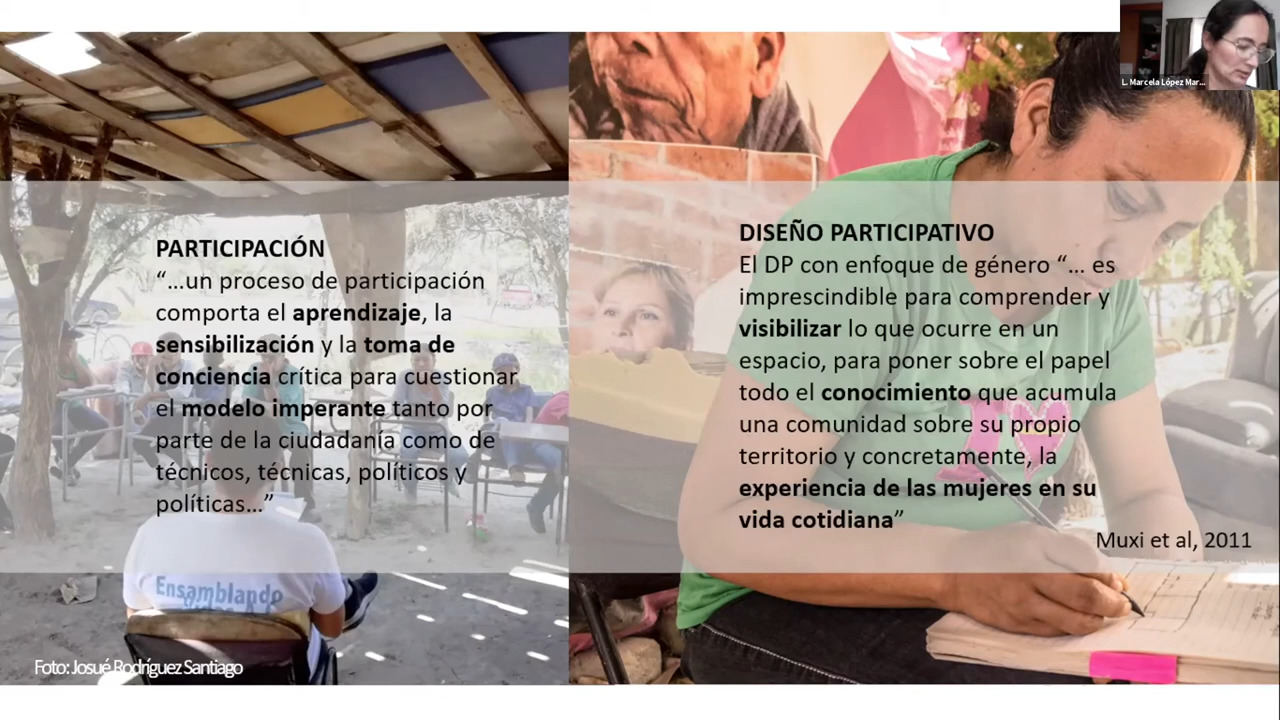 L. Marcela López Mar...
PARTICIPACIÓN
“...un proceso de participación
comporta el aprendizaje, la
sensibilización y la toma de
conciencia crítica para cuestionar
el modelo imperante tanto por
parte de la ciudadanía como de
técnicos, técnicas, políticos y
políticas...”
Ensamblando
Foto: Josué Rodríguez Santiago
DISEÑO PARTICIPATIVO
El DP con enfoque de género “... es
imprescindible para comprender y
visibilizar lo que ocurre en un
espacio, para poner sobre el papel
todo el conocimiento que acumula
una comunidad sobre su propio
territorio y concretamente, la
experiencia de las mujeres en su
vida cotidiana”
Muxi et al, 2011
I